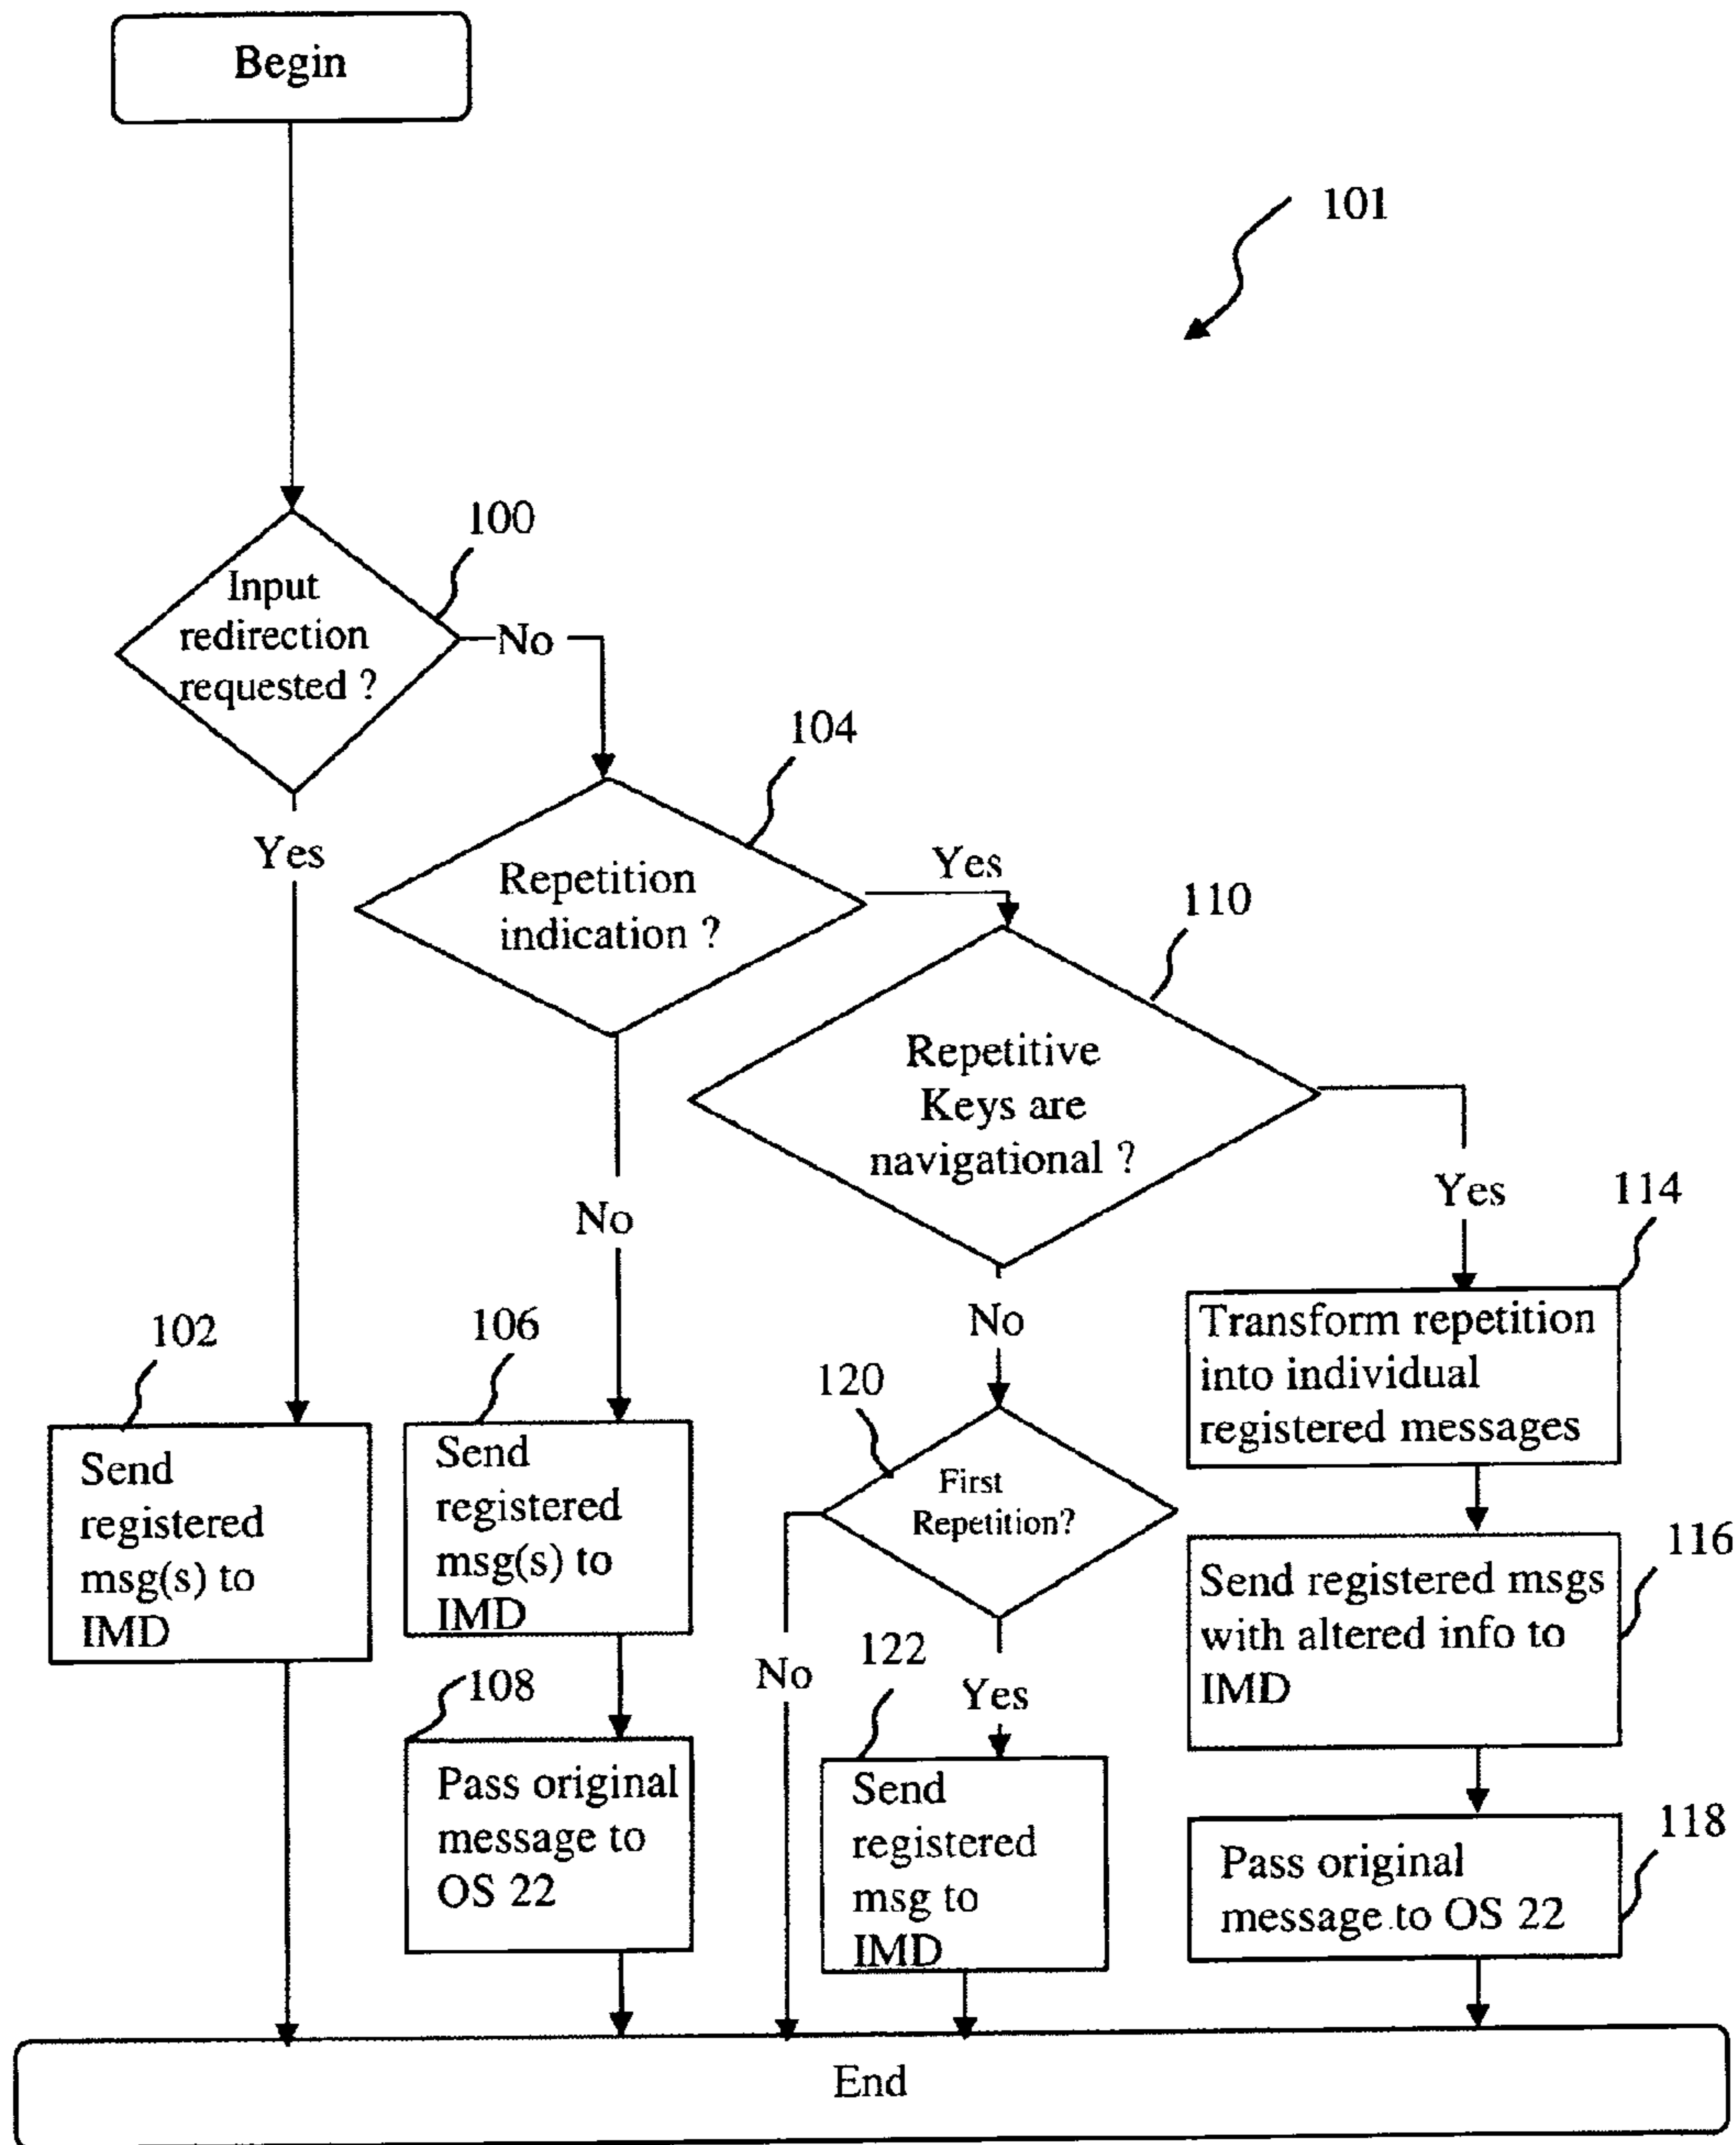 Begin
101
100
Input
redirection
requested ?
No
104
Yes
Repetition
indication ?
Yes
110
Repetitive
Keys are
navigational ?
No
Yes
114
No
102
106
120
Transform repetition
into individual
registered messages
Send
registered
msg(s) to
IMD
Send
registered
msg(s) to
IMD
First
Repetition?
116
Send registered msgs
with altered info to
IMD
No
122
Yes
108
Pass original
message to
OS 22
Send
registered
msg to
IMD
118
Pass original
message to OS 22
End